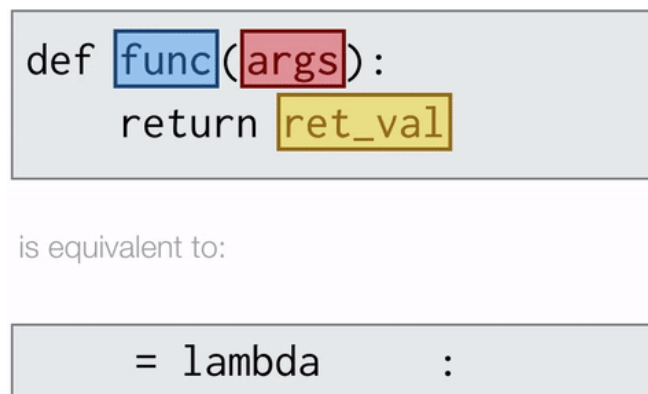 def func(args):
    return ret_val
is equivalent to:
= lambda     :